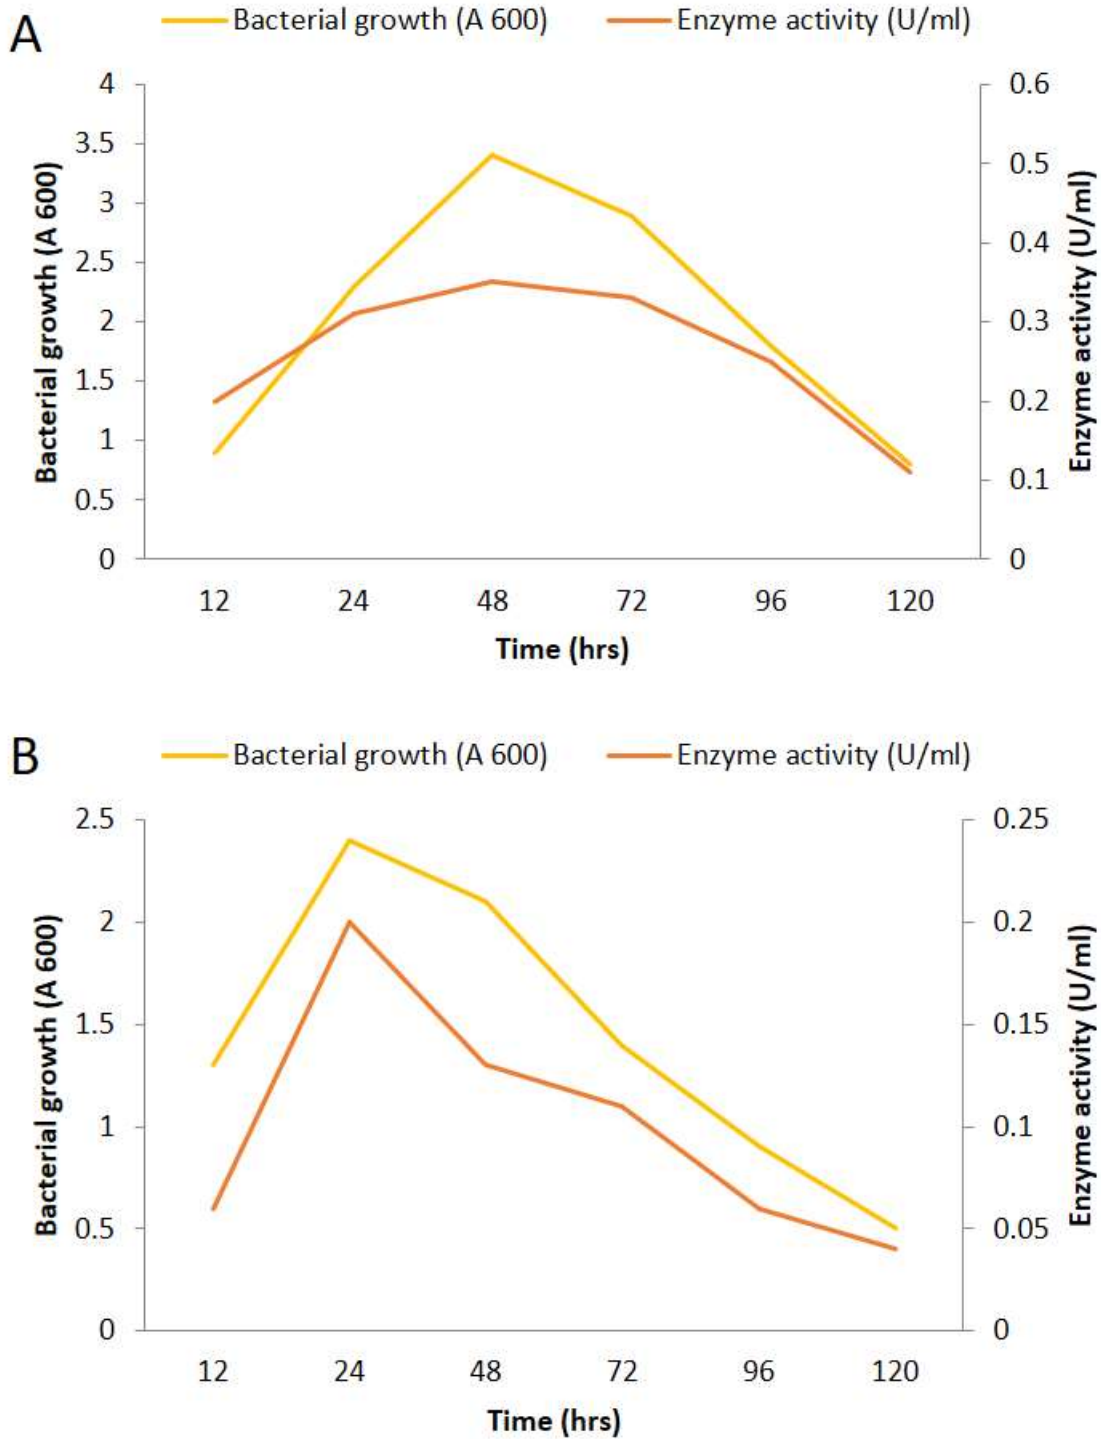 A
Bacterial growth (A 600) Enzyme activity (U/ml)
Bacterial growth (A 600)
4
3.5
3
2.5
2
1.5
1
0.5
0
0.6
0.5
0.4
0.3
0.2
0.1
0
Enzyme activity (U/ml)
12 24 48 72 96 120
Time (hrs)
B
Bacterial growth (A 600) Enzyme activity (U/ml)
Bacterial growth (A 600)
2.5
2
1.5
1
0.5
0
0.25
0.2
0.15
0.1
0.05
0
Enzyme activity (U/ml)
12 24 48 72 96 120
Time (hrs)